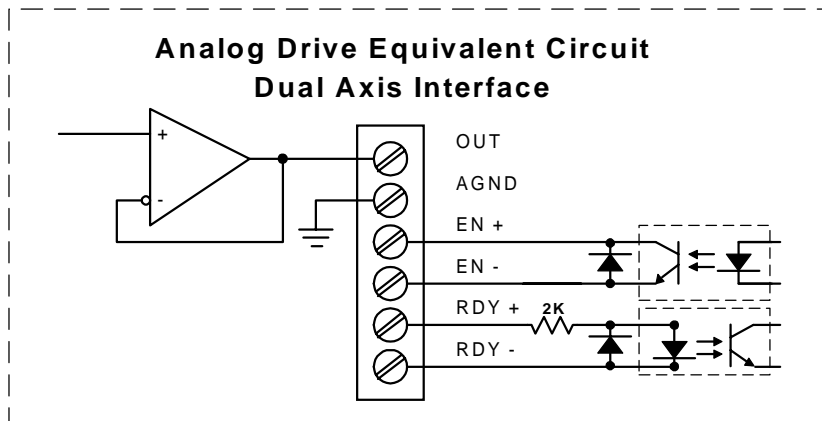 Analog Drive Equivalent Circuit
Dual Axis Interface
+
-
OUT
AGND
EN +
EN -
RDY +
2K
RDY -